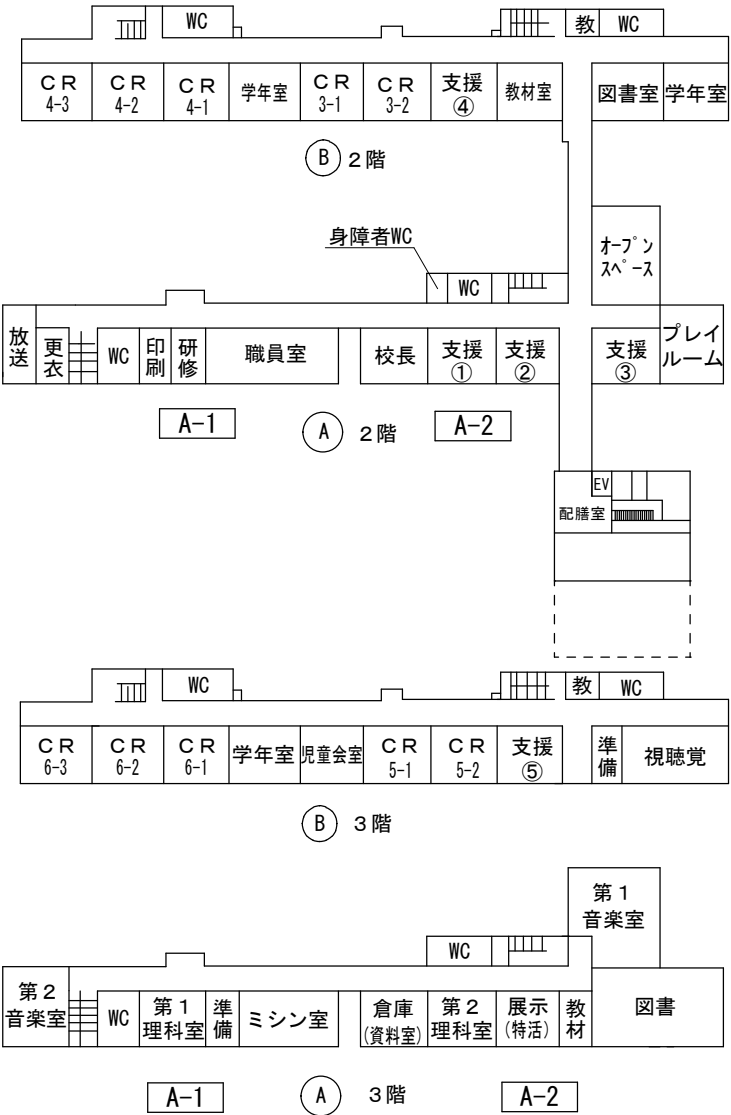 WC
教
WC
CR
4-3
CR
4-2
CR
4-1
学年室
CR
3-1
CR
3-2
支援
④
教材室
図書室
学年室
B
2階
身障者WC
オープン
スペース
WC
放送
更衣
WC
印刷
研修
職員室
校長
支援
①
支援
②
支援
③
プレイ
ルーム
A-1
A
2階
A-2
EV
配膳室
WC
教
WC
CR
6-3
CR
6-2
CR
6-1
学年室
児童会室
CR
5-1
CR
5-2
支援
⑤
準備
視聴覚
B
3階
第1
音楽室
WC
第2
音楽室
WC
第1
理科室
準備
ミシン室
倉庫
(資料室)
第2
理科室
展示
(特活)
教材
図書
A-1
A
3階
A-2